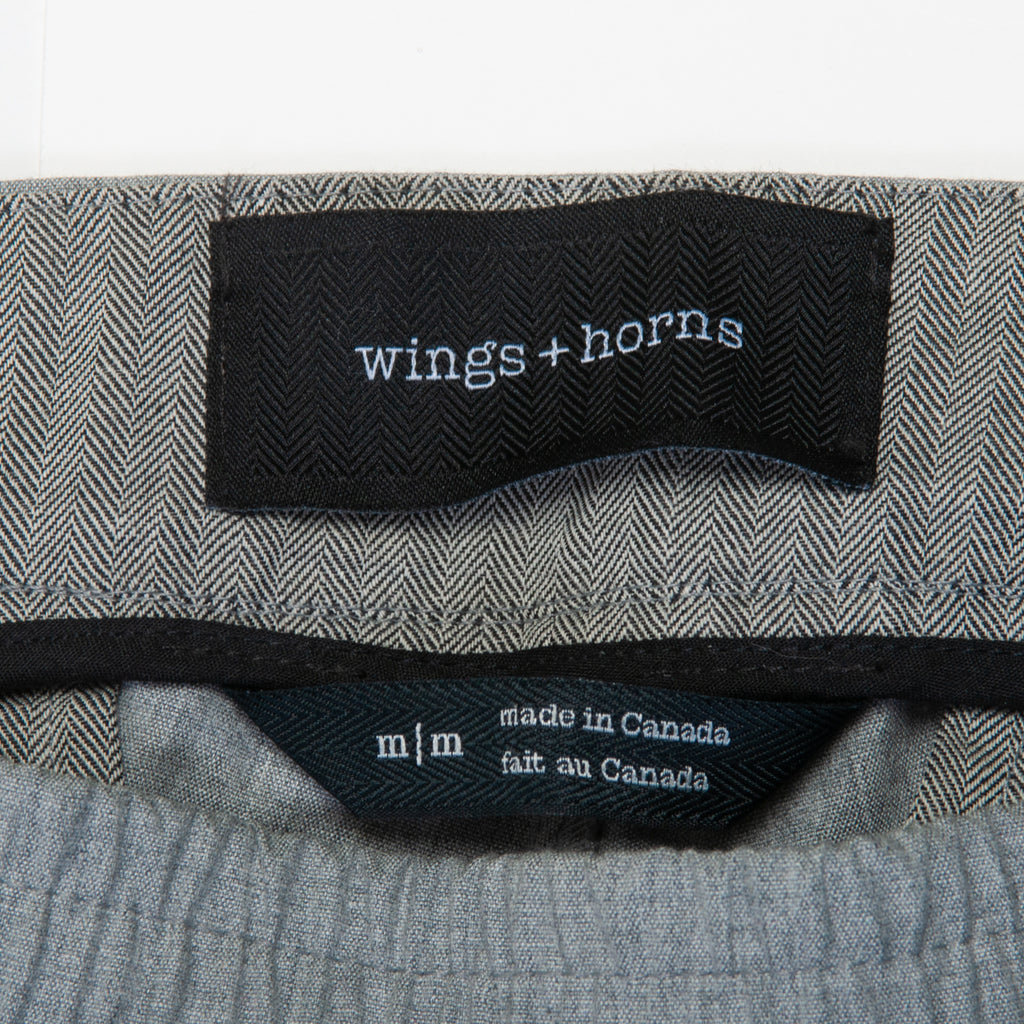 wings+horns
m|m
made in Canada
fait au Canada